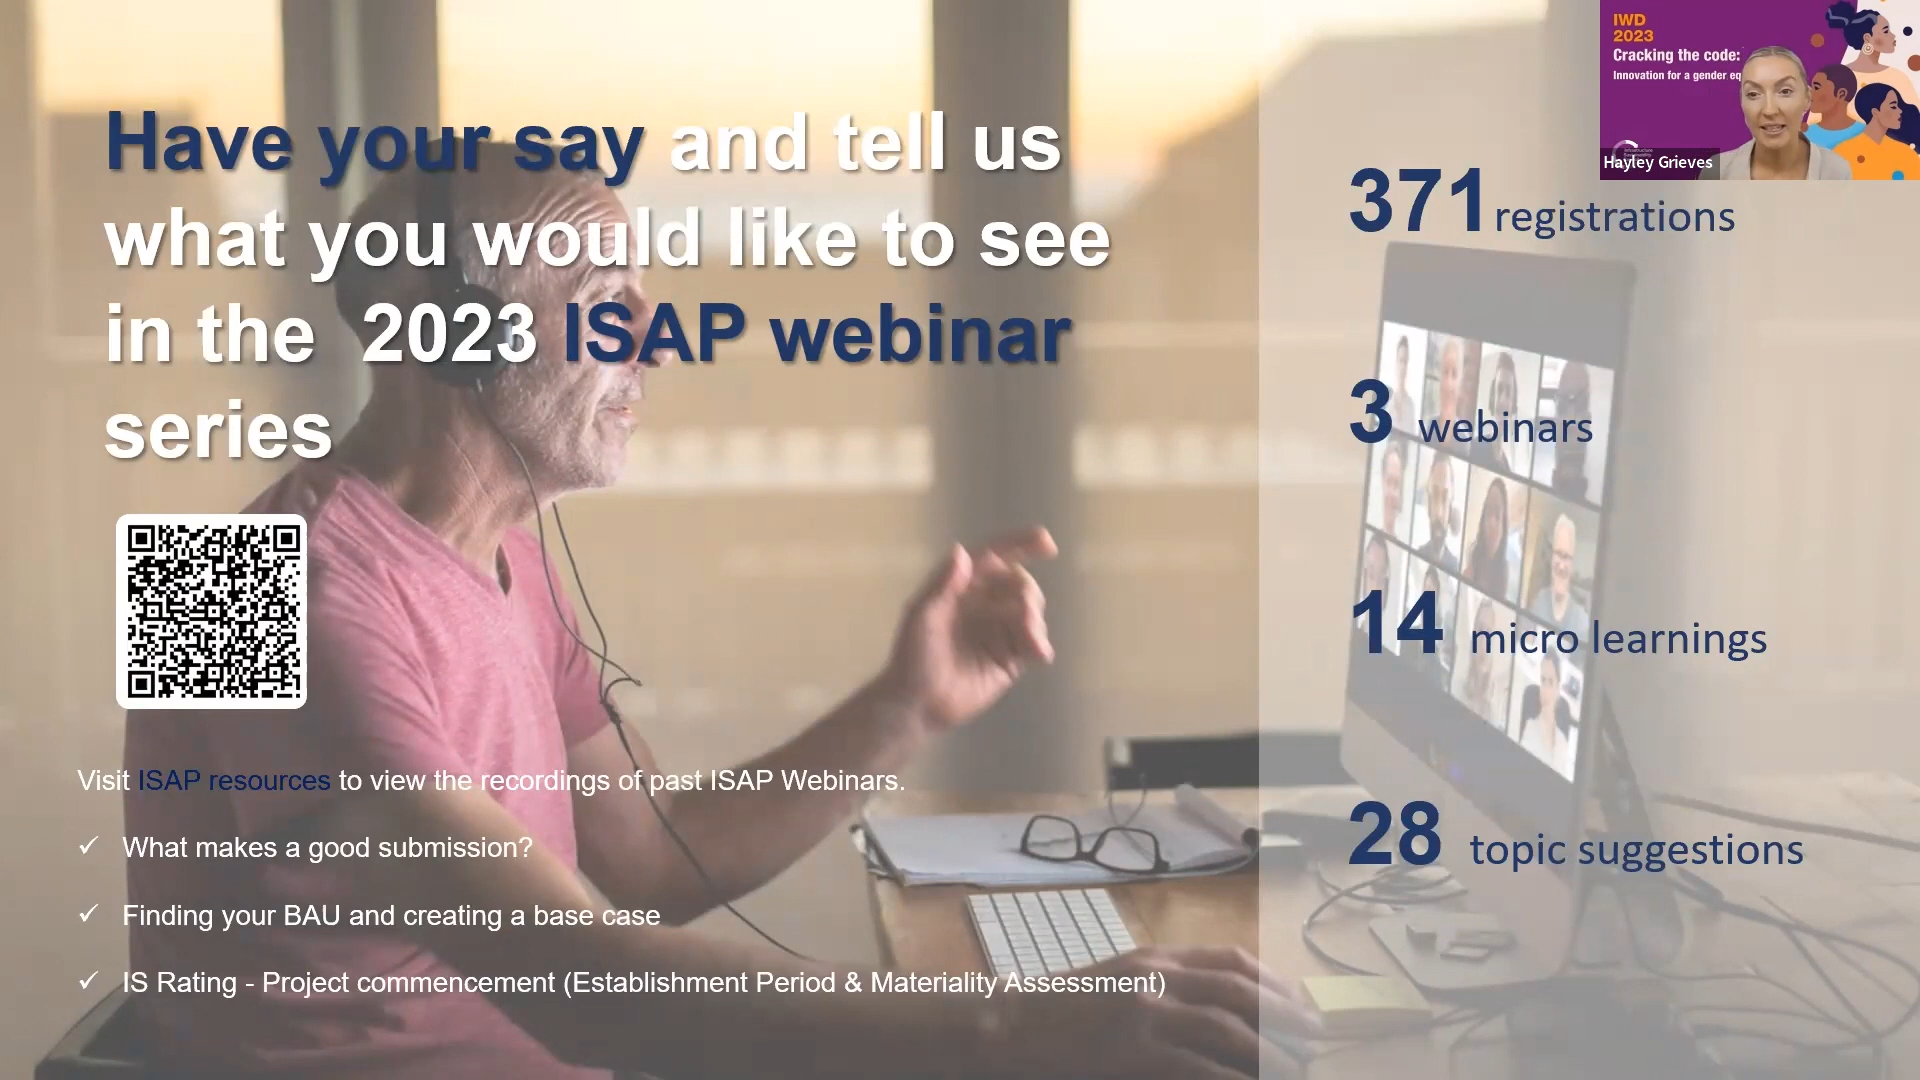 Have your say and tell us
what you would like to see
in the 2023 ISAP webinar
series
Visit ISAP resources to view the recordings of past ISAP Webinars.
✓ What makes a good submission?
✓ Finding your BAU and creating a base case
✓ IS Rating - Project commencement (Establishment Period & Materiality Assessment)
371 registrations
3 webinars
14 micro learnings
28 topic suggestions
IWD
2023
Cracking the code:
Innovation for a gender eq
Hayley Grieves